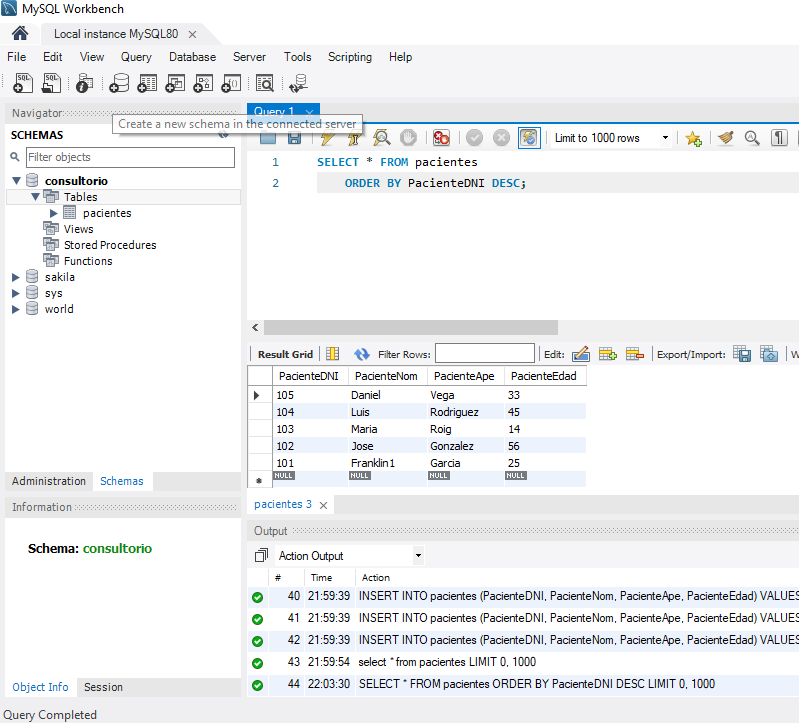 MySQL Workbench
Local instance MySQL80
File Edit View Query Database Server Tools Scripting Help
Navigator
Query 1
Create a new schema in the connected server
SCHEMAS
Limit to 1000 rows
Filter objects
consultorio
Tables
pacientes
Views
Stored Procedures
Functions
sakila
sys
world
1 SELECT * FROM pacientes
2 ORDER BY PacienteDNI DESC;
Result Grid Filter Rows: Edit: Export/Import: W
PacienteDNI PacienteNom PacienteApe PacienteEdad
105 Daniel Vega 33
104 Luis Rodriguez 45
103 Maria Roig 14
102 Jose Gonzalez 56
101 Franklin1 Garcia 25
NULL NULL NULL NULL
Administration Schemas
Information
Schema: consultorio
Object Info Session
pacientes 3
Output
Action Output
# Time Action
40 21:59:39 INSERT INTO pacientes (PacienteDNI, PacienteNom, PacienteApe, PacienteEdad) VALUES
41 21:59:39 INSERT INTO pacientes (PacienteDNI, PacienteNom, PacienteApe, PacienteEdad) VALUES
42 21:59:39 INSERT INTO pacientes (PacienteDNI, PacienteNom, PacienteApe, PacienteEdad) VALUES
43 21:59:54 select * from pacientes LIMIT 0, 1000
44 22:03:30 SELECT * FROM pacientes ORDER BY PacienteDNI DESC LIMIT 0, 1000
Query Completed